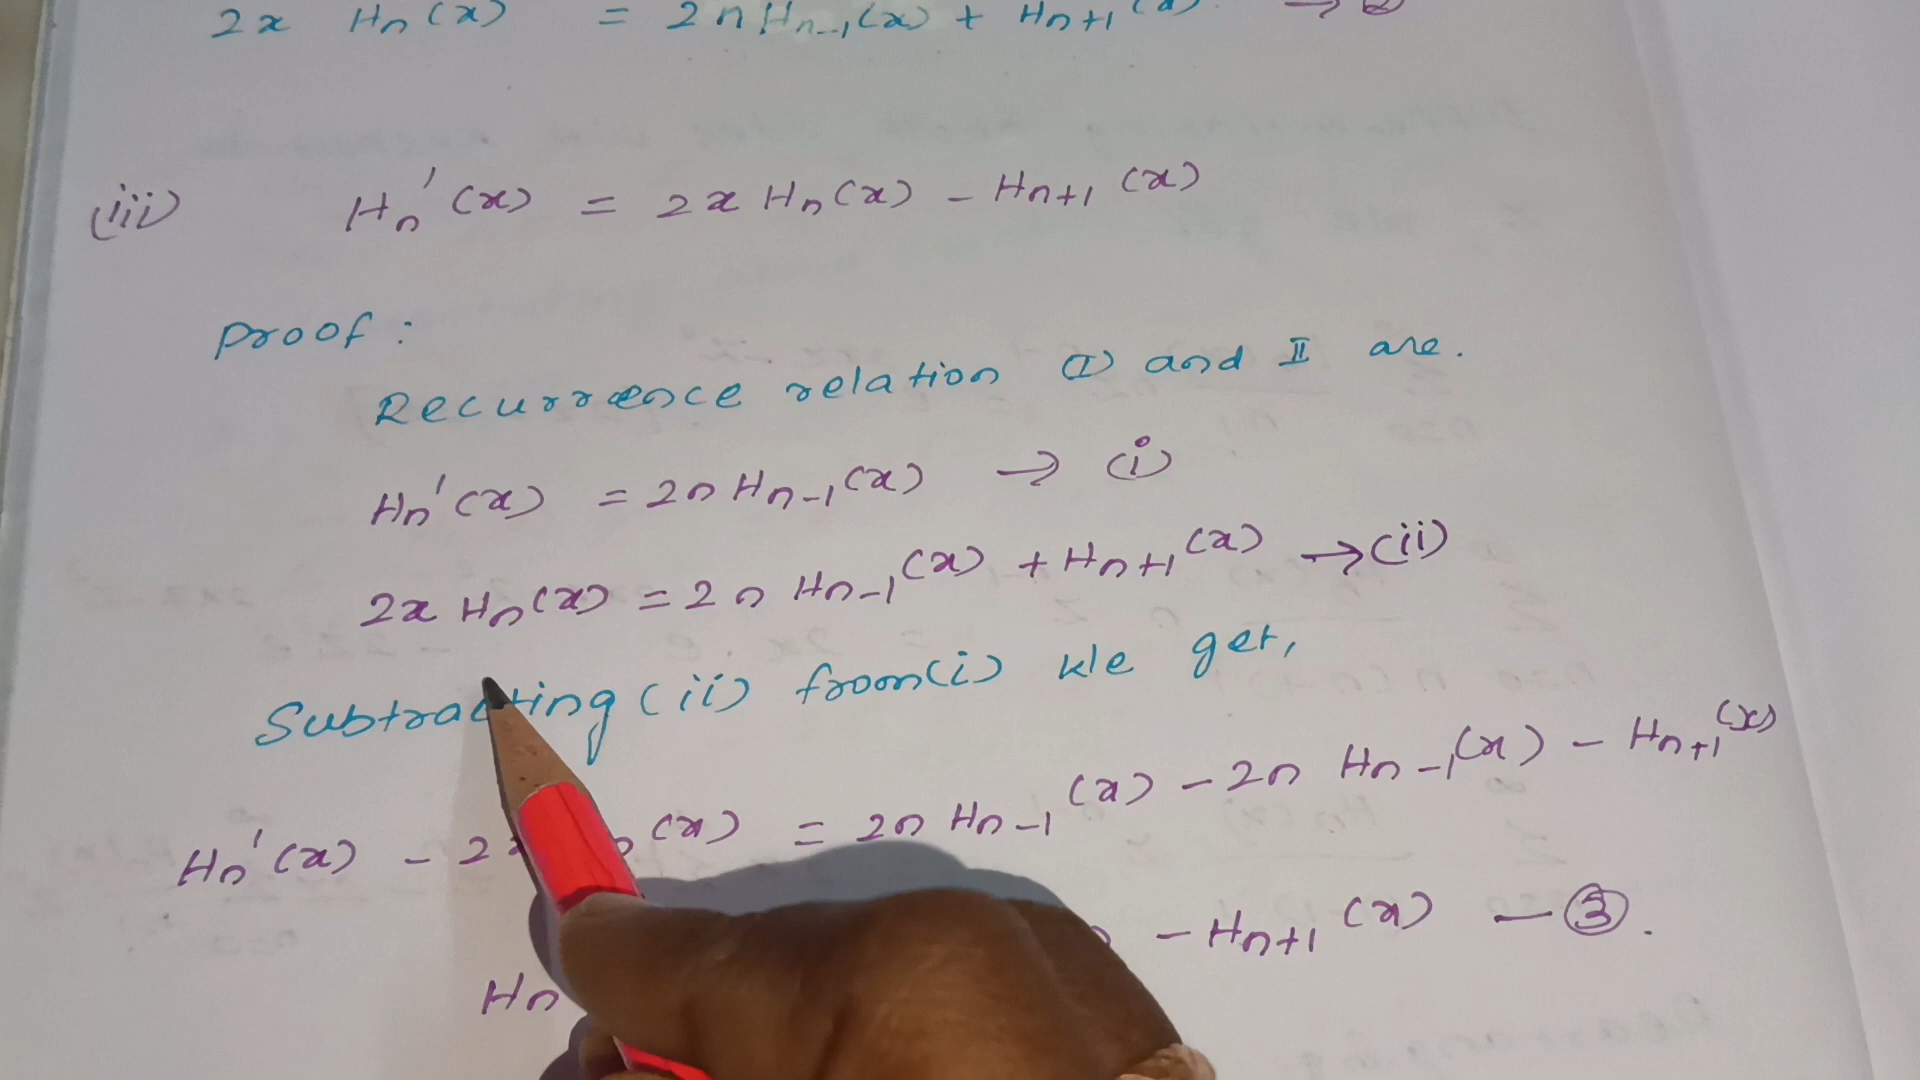 2x Hn(x) = 2n Hn-1(x) + Hn+1(x) → ②
(iii) Hn'(x) = 2x Hn(x) - Hn+1(x)
Proof:
Recurrence relation (I) and II are.
Hn'(x) = 2n Hn-1(x) → (i)
2x Hn(x) = 2n Hn-1(x) + Hn+1(x) → (ii)
Subtracting (ii) from (i) we get,
Hn'(x) - 2x (x) = 2n Hn-1(x) - 2n Hn-1(x) - Hn+1(x)
Hn - Hn+1(x) - ③.